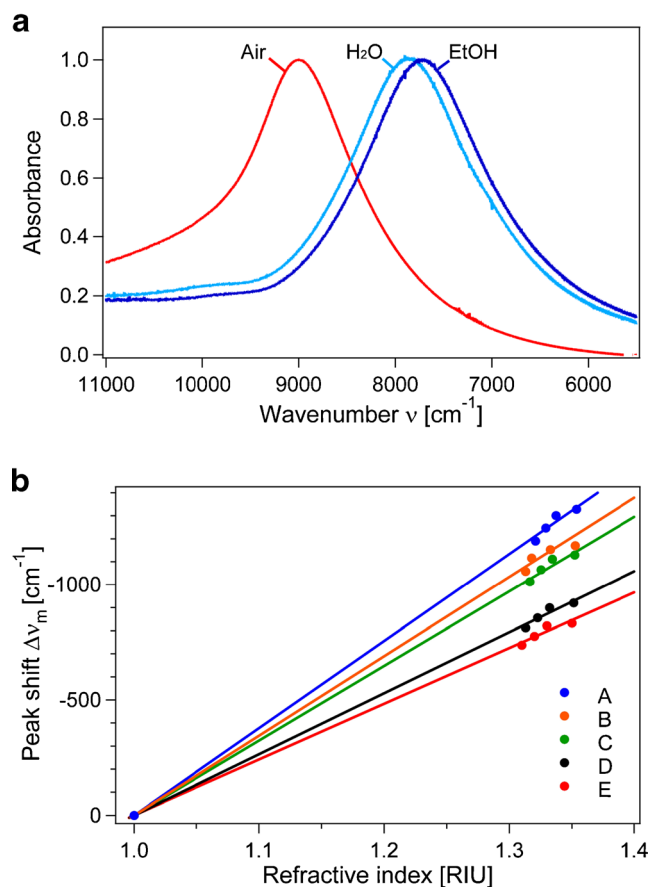 a
Air H₂O EtOH
1.0
0.8
0.6
0.4
0.2
0.0
Absorbance
11000 10000 9000 8000 7000 6000
Wavenumber ν [cm⁻¹]
b
-1000
-500
0
Peak shift Δνₘ [cm⁻¹]
A
B
C
D
E
1.0 1.1 1.2 1.3 1.4
Refractive index [RIU]